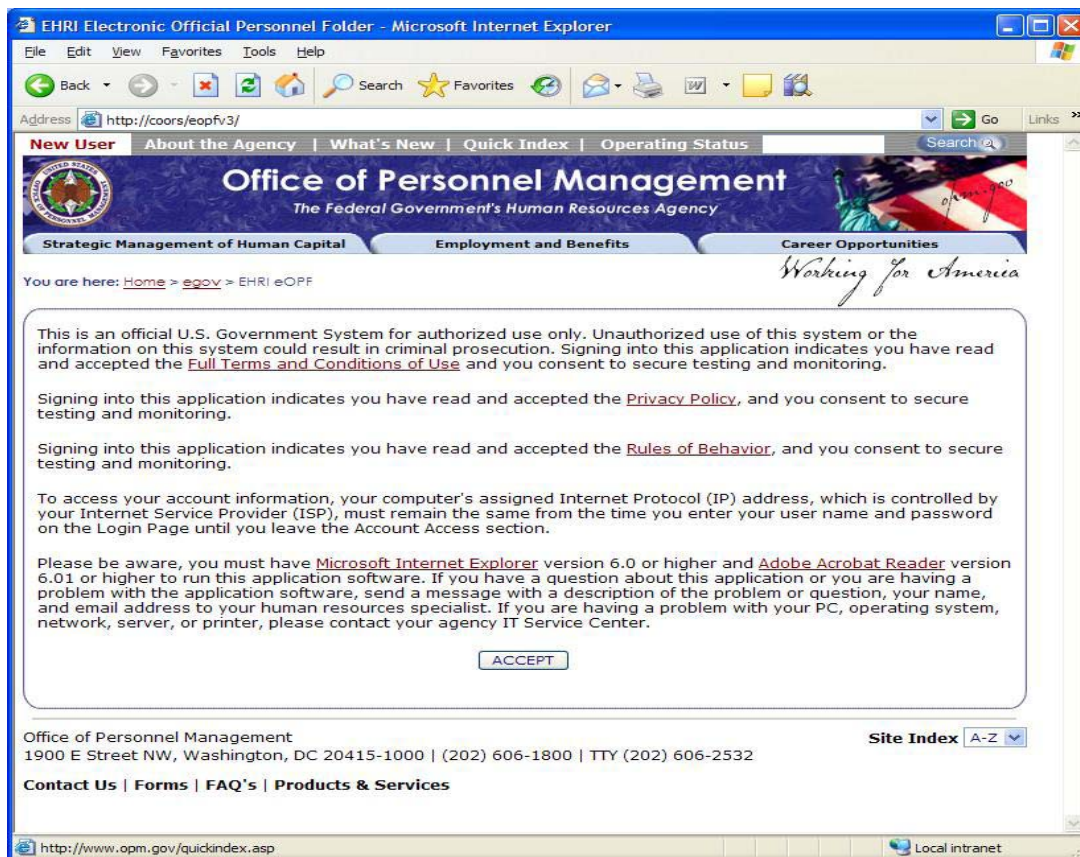 EHRI Electronic Official Personnel Folder - Microsoft Internet Explorer
File Edit View Favorites Tools Help
Back Search Favorites
Address http://coors/eopfv3/ Go Links »
New User About the Agency | What's New | Quick Index | Operating Status Search
Office of Personnel Management
The Federal Government's Human Resources Agency
opm.gov
Strategic Management of Human Capital Employment and Benefits Career Opportunities
Working for America
You are here: Home > egov > EHRI eOPF
This is an official U.S. Government System for authorized use only. Unauthorized use of this system or the
information on this system could result in criminal prosecution. Signing into this application indicates you have read
and accepted the Full Terms and Conditions of Use and you consent to secure testing and monitoring.
Signing into this application indicates you have read and accepted the Privacy Policy, and you consent to secure
testing and monitoring.
Signing into this application indicates you have read and accepted the Rules of Behavior, and you consent to secure
testing and monitoring.
To access your account information, your computer's assigned Internet Protocol (IP) address, which is controlled by
your Internet Service Provider (ISP), must remain the same from the time you enter your user name and password
on the Login Page until you leave the Account Access section.
Please be aware, you must have Microsoft Internet Explorer version 6.0 or higher and Adobe Acrobat Reader version
6.01 or higher to run this application software. If you have a question about this application or you are having a
problem with the application software, send a message with a description of the problem or question, your name,
and email address to your human resources specialist. If you are having a problem with your PC, operating system,
network, server, or printer, please contact your agency IT Service Center.
ACCEPT
Office of Personnel Management Site Index A-Z
1900 E Street NW, Washington, DC 20415-1000 | (202) 606-1800 | TTY (202) 606-2532
Contact Us | Forms | FAQ's | Products & Services
http://www.opm.gov/quickindex.asp Local intranet